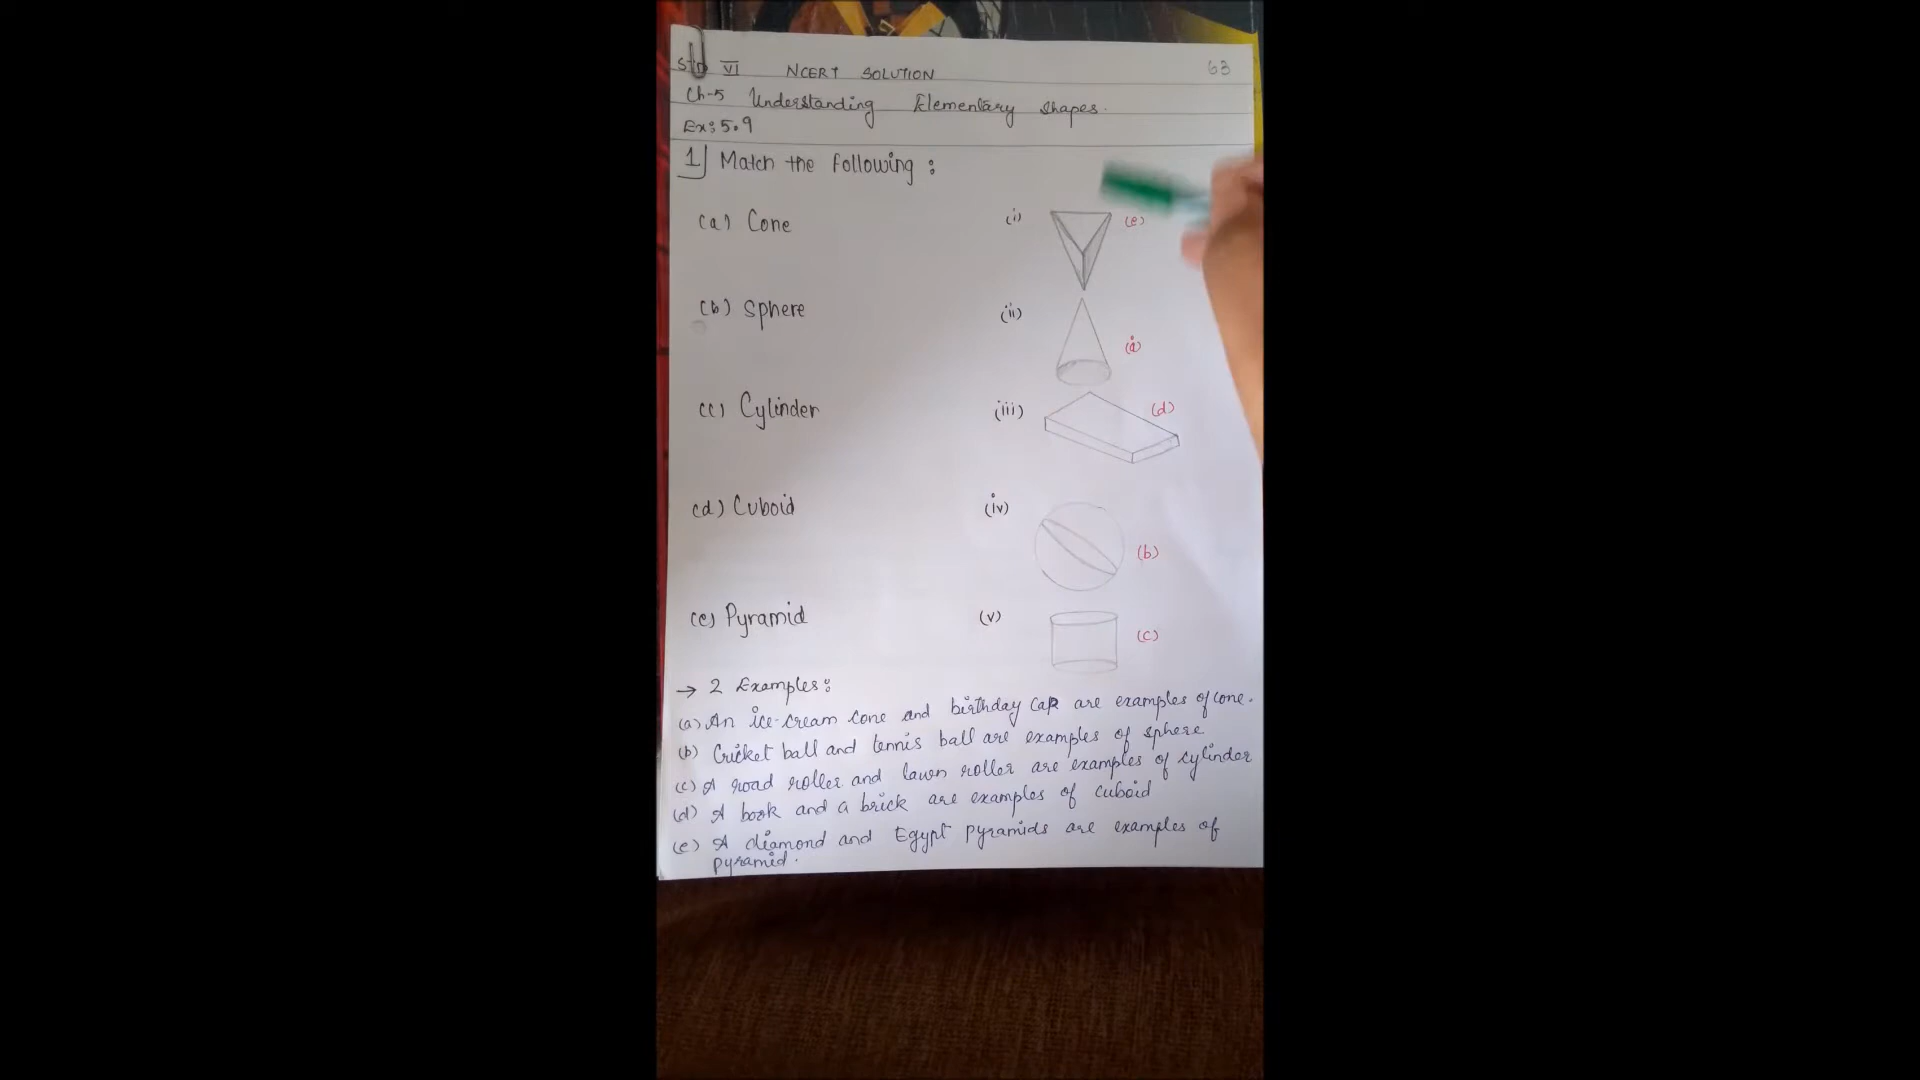 Std VI NCERT SOLUTION 63
Ch-5 Understanding Elementary Shapes.
Ex: 5.9
1] Match the following :
(a) Cone (i) (e)
(b) Sphere (ii) (a)
(c) Cylinder (iii) (d)
(d) Cuboid (iv) (b)
(e) Pyramid (v) (c)
→ 2 Examples:
(a) An ice-cream cone and birthday cap are examples of cone.
(b) Cricket ball and tennis ball are examples of sphere
(c) A road roller and lawn roller are examples of cylinder
(d) A book and a brick are examples of cuboid
(e) A diamond and Egypt pyramids are examples of
pyramid.